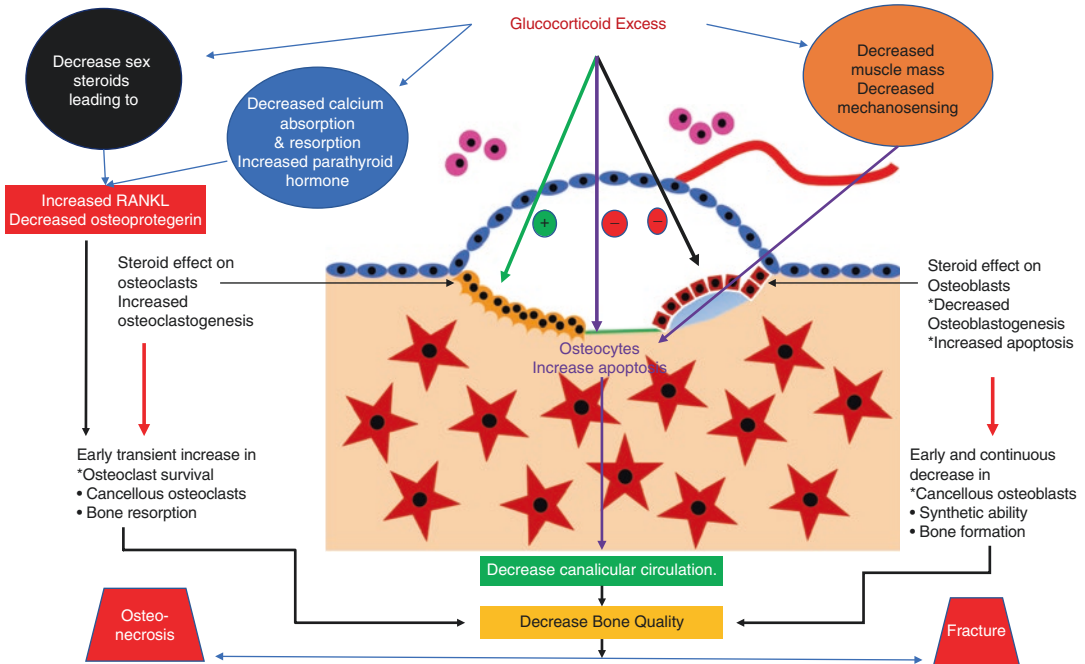 Glucocorticoid Excess
Decrease sex
steroids
leading to
Decreased calcium
absorption
& resorption
Increased parathyroid
hormone
Decreased
muscle mass
Decreased
mechanosensing
Increased RANKL
Decreased osteoprotegerin
+
−
−
Steroid effect on
osteoclasts
Increased
osteoclastogenesis
Steroid effect on
Osteoblasts
*Decreased
Osteoblastogenesis
*Increased apoptosis
Osteocytes
Increase apoptosis
Early transient increase in
*Osteoclast survival
• Cancellous osteoclasts
• Bone resorption
Early and continuous
decrease in
*Cancellous osteoblasts
• Synthetic ability
• Bone formation
Decrease canalicular circulation.
Decrease Bone Quality
Osteo-
necrosis
Fracture